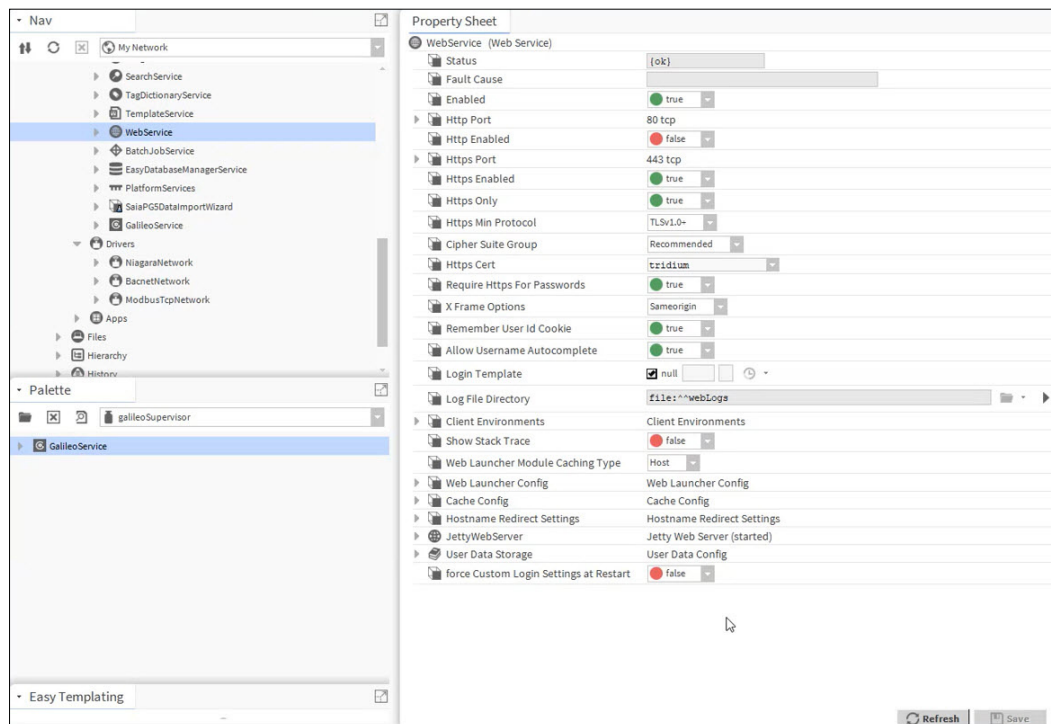 Nav
My Network
SearchService
TagDictionaryService
TemplateService
WebService
BatchJobService
EasyDatabaseManagerService
PlatformServices
SaiaPG5DataImportWizard
GalileoService
Drivers
NiagaraNetwork
BacnetNetwork
ModbusTcpNetwork
Apps
Files
Hierarchy
History
Palette
galileoSupervisor
GalileoService
Easy Templating
Property Sheet
WebService (Web Service)
Status {ok}
Fault Cause
Enabled true
Http Port 80 tcp
Http Enabled false
Https Port 443 tcp
Https Enabled true
Https Only true
Https Min Protocol TLSv1.0+
Cipher Suite Group Recommended
Https Cert tridium
Require Https For Passwords true
X Frame Options Sameorigin
Remember User Id Cookie true
Allow Username Autocomplete true
Login Template null
Log File Directory file:^^webLogs
Client Environments Client Environments
Show Stack Trace false
Web Launcher Module Caching Type Host
Web Launcher Config Web Launcher Config
Cache Config Cache Config
Hostname Redirect Settings Hostname Redirect Settings
JettyWebServer Jetty Web Server (started)
User Data Storage User Data Config
force Custom Login Settings at Restart false
Refresh Save